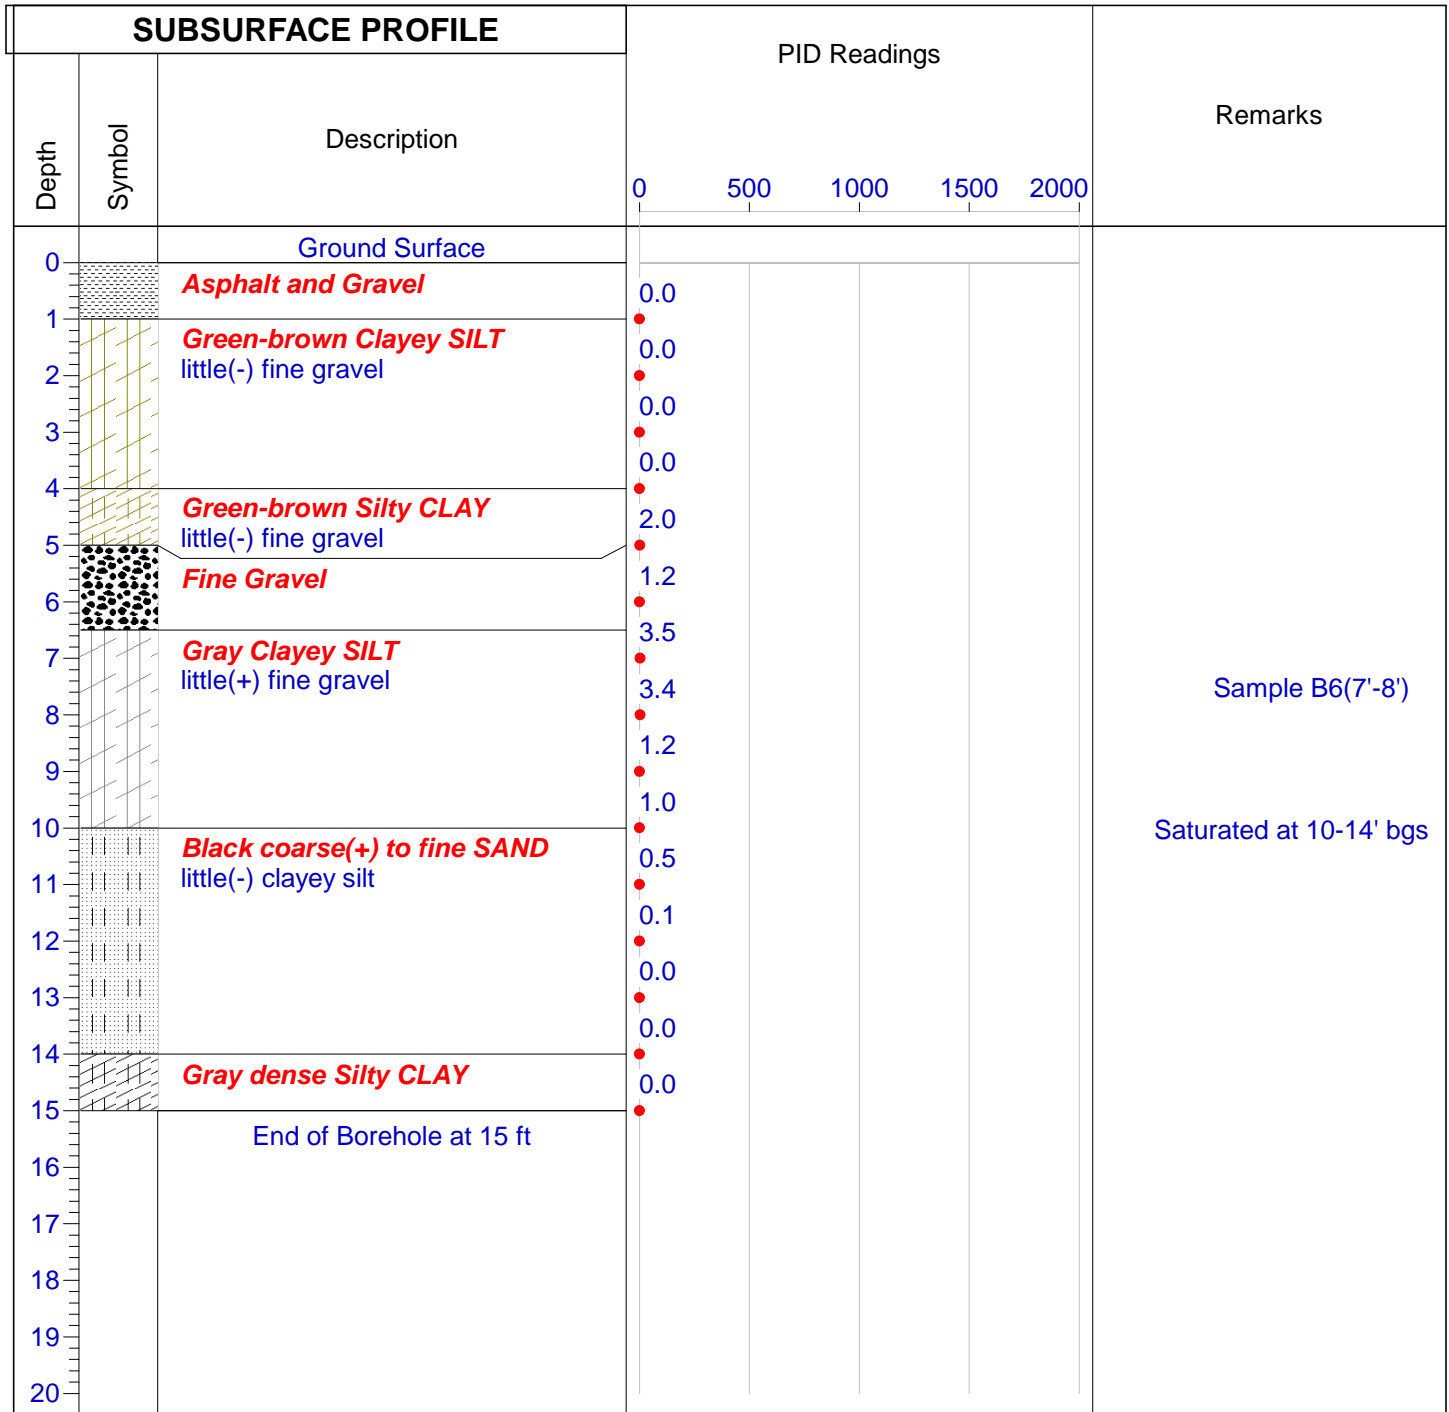 SUBSURFACE PROFILE
PID Readings
Remarks
Depth
Symbol
Description
0 500 1000 1500 2000
Ground Surface
0
Asphalt and Gravel
0.0
1
Green-brown Clayey SILT
0.0
little(-) fine gravel
2
0.0
3
0.0
4
Green-brown Silty CLAY
2.0
little(-) fine gravel
5
Fine Gravel
1.2
6
3.5
Gray Clayey SILT
7
little(+) fine gravel
3.4
Sample B6(7'-8')
8
1.2
9
1.0
10
Saturated at 10-14' bgs
Black coarse(+) to fine SAND
0.5
little(-) clayey silt
11
0.1
12
0.0
13
0.0
14
Gray dense Silty CLAY
0.0
15
End of Borehole at 15 ft
16
17
18
19
20